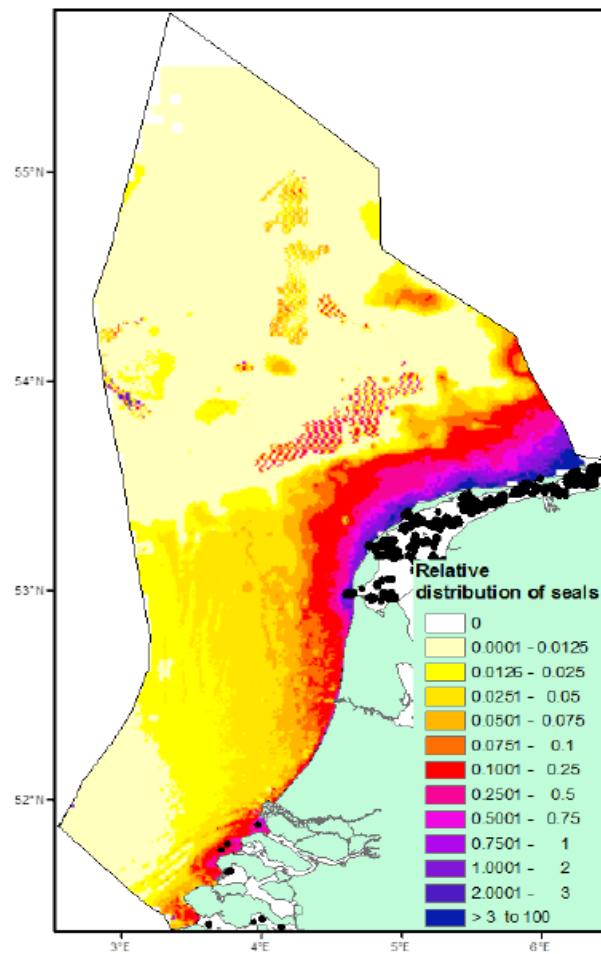 55°N
54°N
53°N
52°N
Relative
distribution of seals
0
0.0001 - 0.0125
0.0126 - 0.025
0.0251 - 0.05
0.0501 - 0.075
0.0751 - 0.1
0.1001 - 0.25
0.2501 - 0.5
0.5001 - 0.75
0.7501 - 1
1.0001 - 2
2.0001 - 3
> 3 to 100
3°E 4°E 5°E 6°E